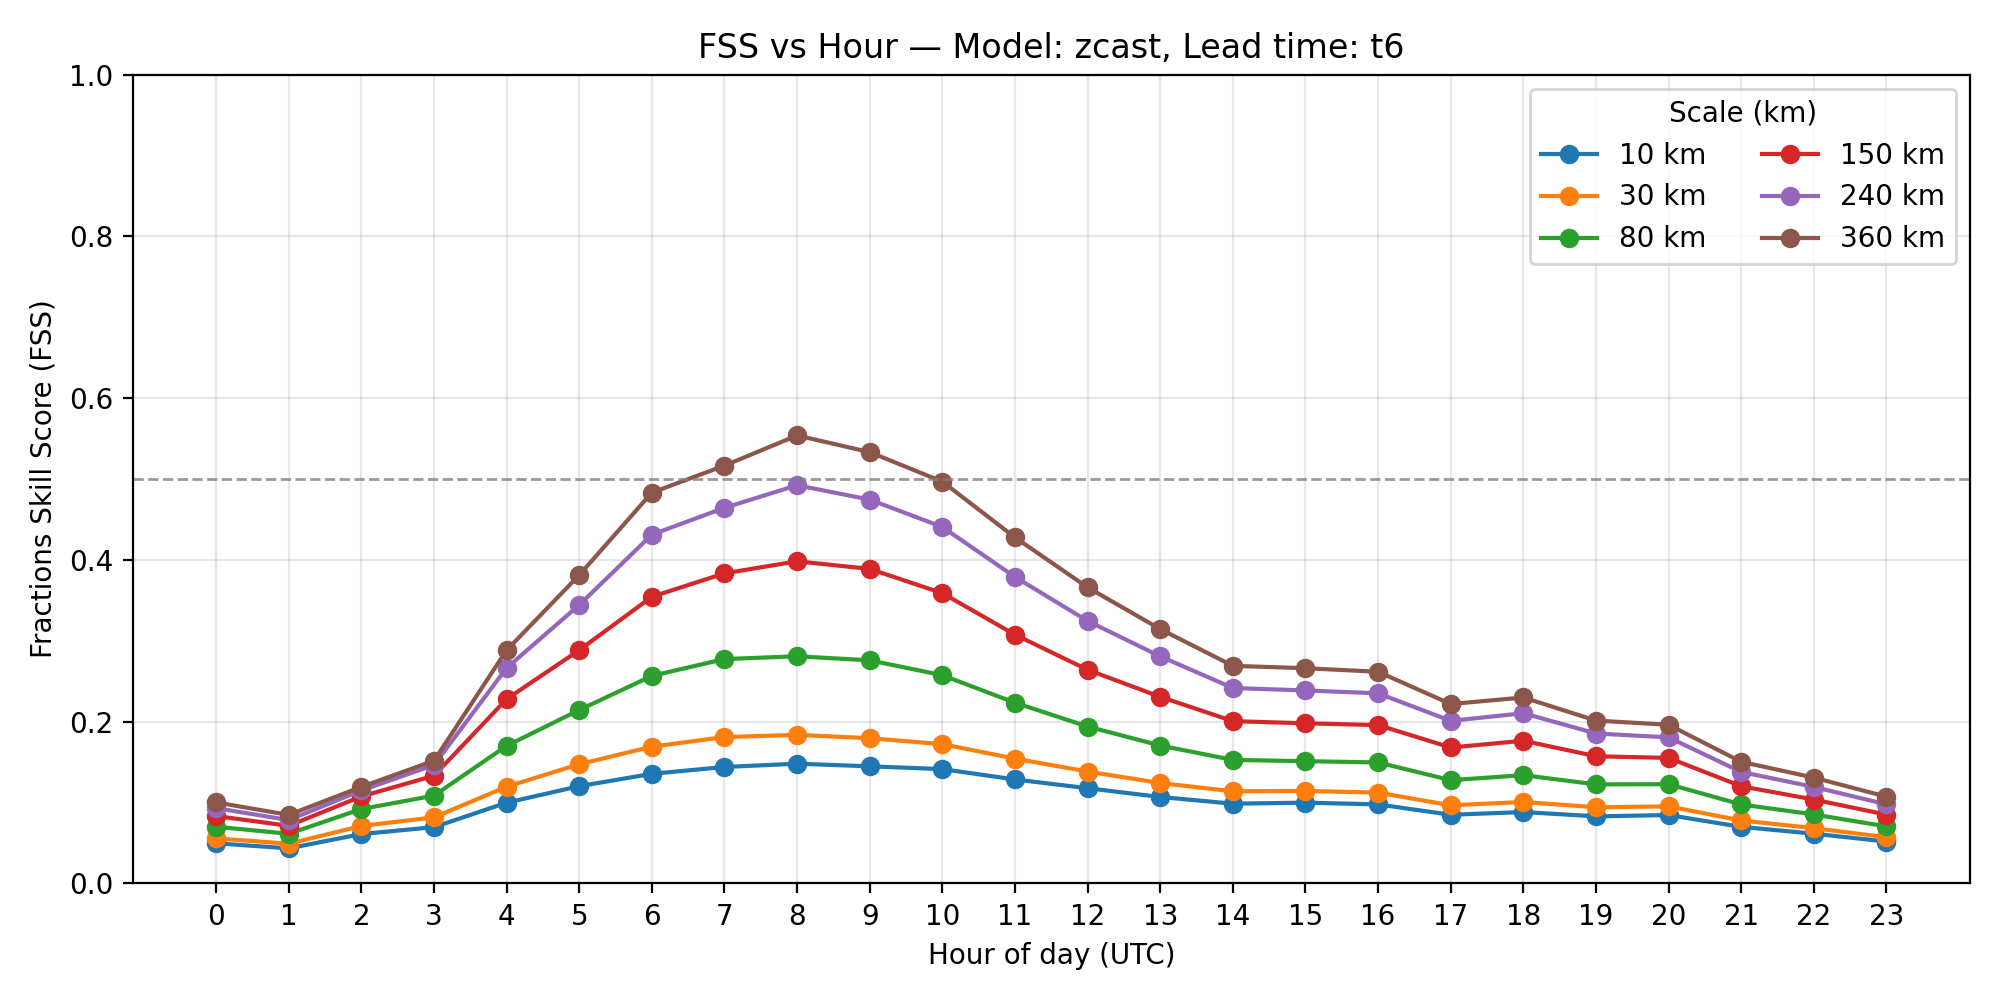 FSS vs Hour — Model: zcast, Lead time: t6
1.0
0.8
0.6
0.4
0.2
0.0
Fractions Skill Score (FSS)
Scale (km)
10 km 150 km
30 km 240 km
80 km 360 km
0 1 2 3 4 5 6 7 8 9 10 11 12 13 14 15 16 17 18 19 20 21 22 23
Hour of day (UTC)